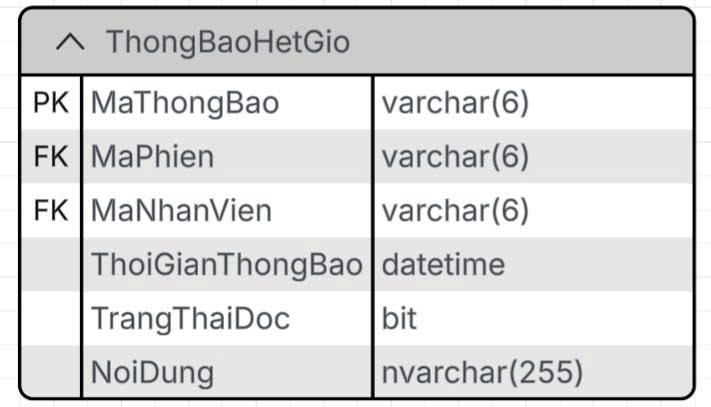 ThongBaoHetGio
PK MaThongBao varchar(6)
FK MaPhien varchar(6)
FK MaNhanVien varchar(6)
ThoiGianThongBao datetime
TrangThaiDoc bit
NoiDung nvarchar(255)